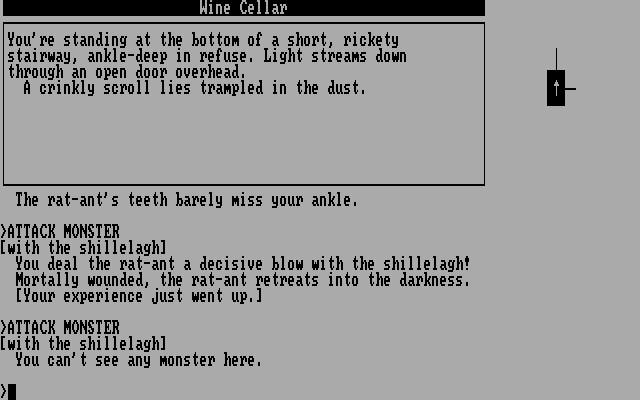 Wine Cellar
You're standing at the bottom of a short, rickety
stairway, ankle-deep in refuse. Light streams down
through an open door overhead.
A crinkly scroll lies trampled in the dust.
The rat-ant's teeth barely miss your ankle.
>ATTACK MONSTER
[with the shillelagh]
You deal the rat-ant a decisive blow with the shillelagh!
Mortally wounded, the rat-ant retreats into the darkness.
[Your experience just went up.]
>ATTACK MONSTER
[with the shillelagh]
You can't see any monster here.
>